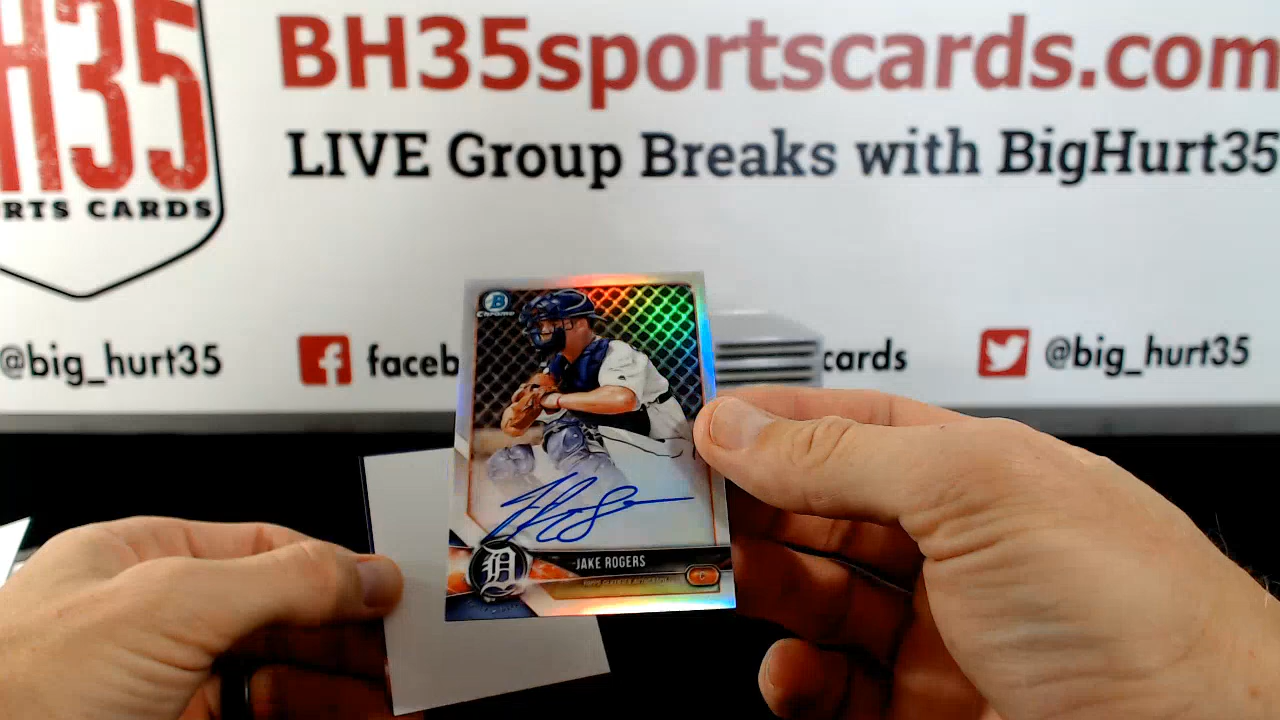 H35
RTS CARDS
BH35sportscards.com
LIVE Group Breaks with BigHurt35
@big_hurt35
faceb
cards
@big_hurt35
B
Chrome
JAKE ROGERS
D